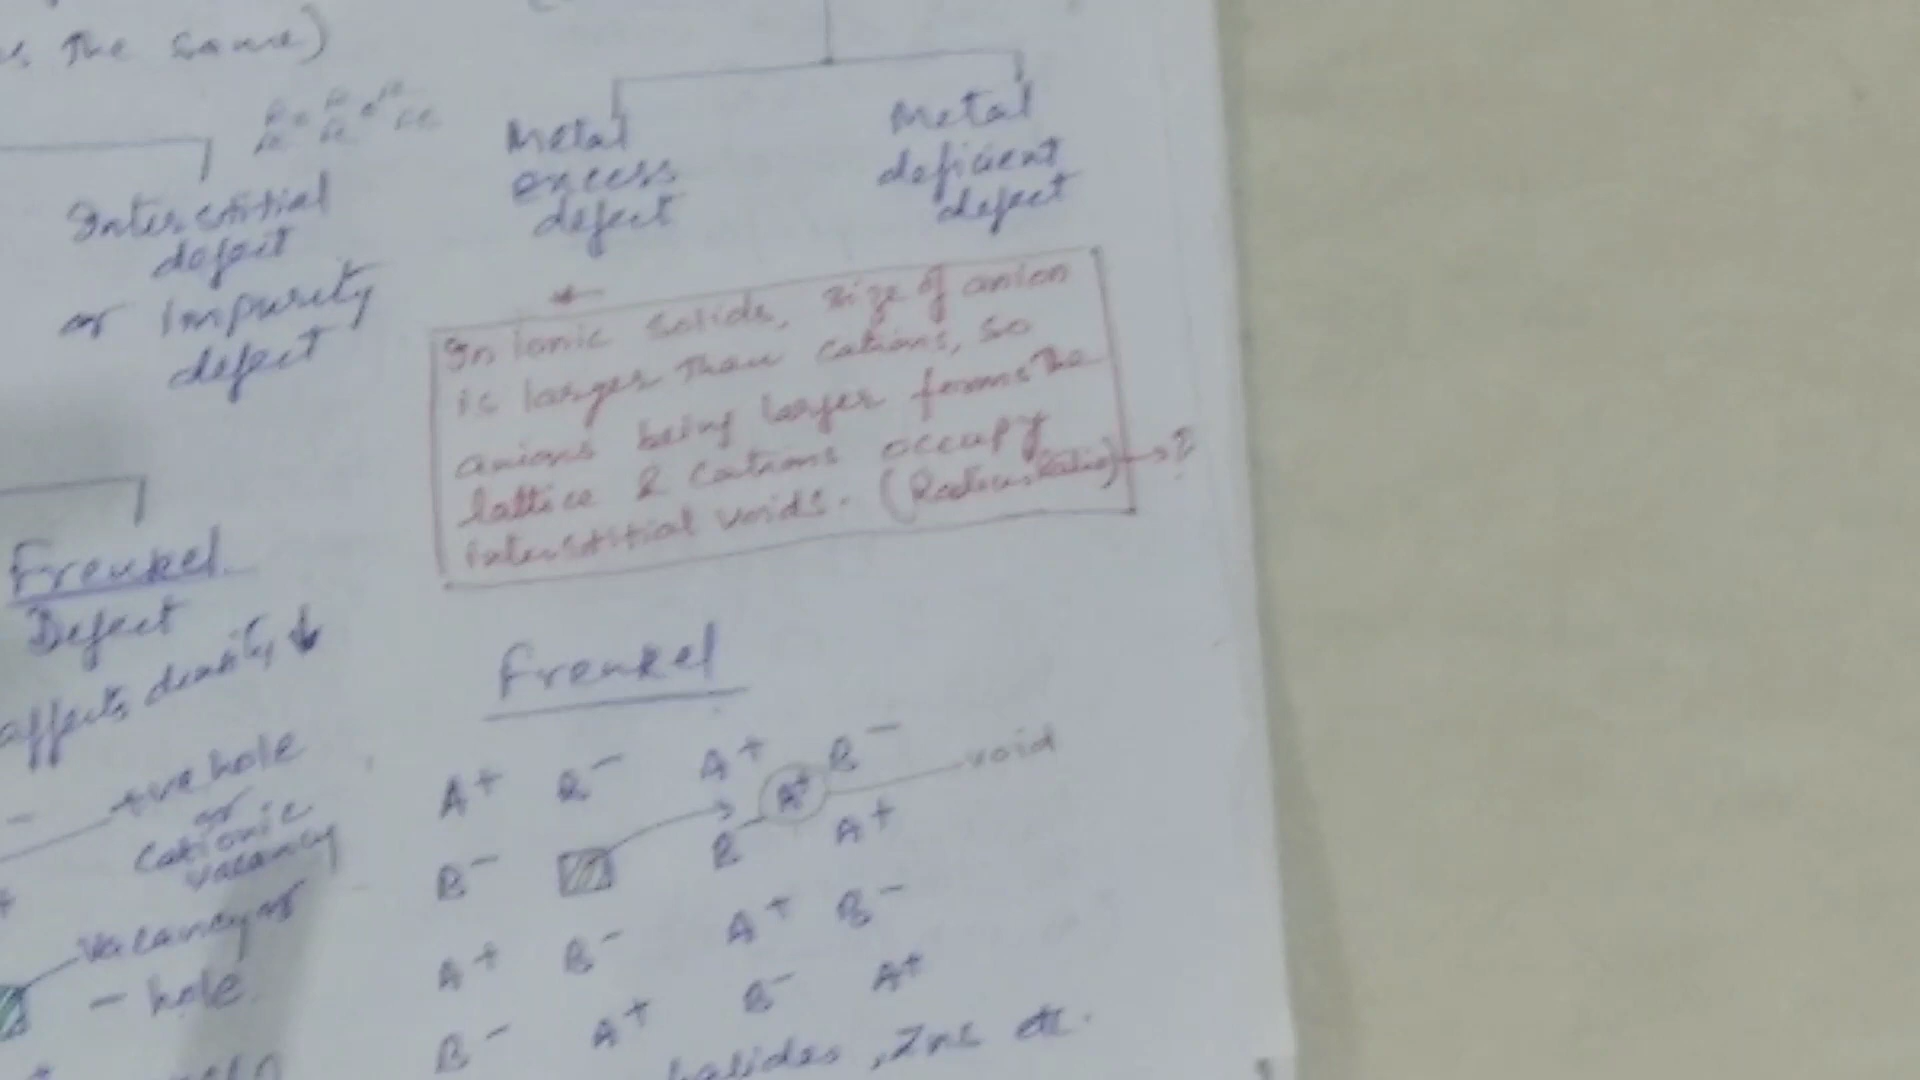 the same)
Metal
excess
defect
Metal
deficient
defect
Interstitial
defect
or Impurity
defect
In ionic solids, size of anion
is larger than cations, so
anions being larger forms the
lattice & cations occupy
interstitial voids. (Radius Ratio) → ?
Frenkel
Defect
affects density ↓
+ve hole
or
Cationic
vacancy
vacancy or
- hole
Frenkel
A+ B- A+ B-
A+ void
B- B A+
A+ B- A+ B-
B- A+ B- A+
halides, ZnS etc.